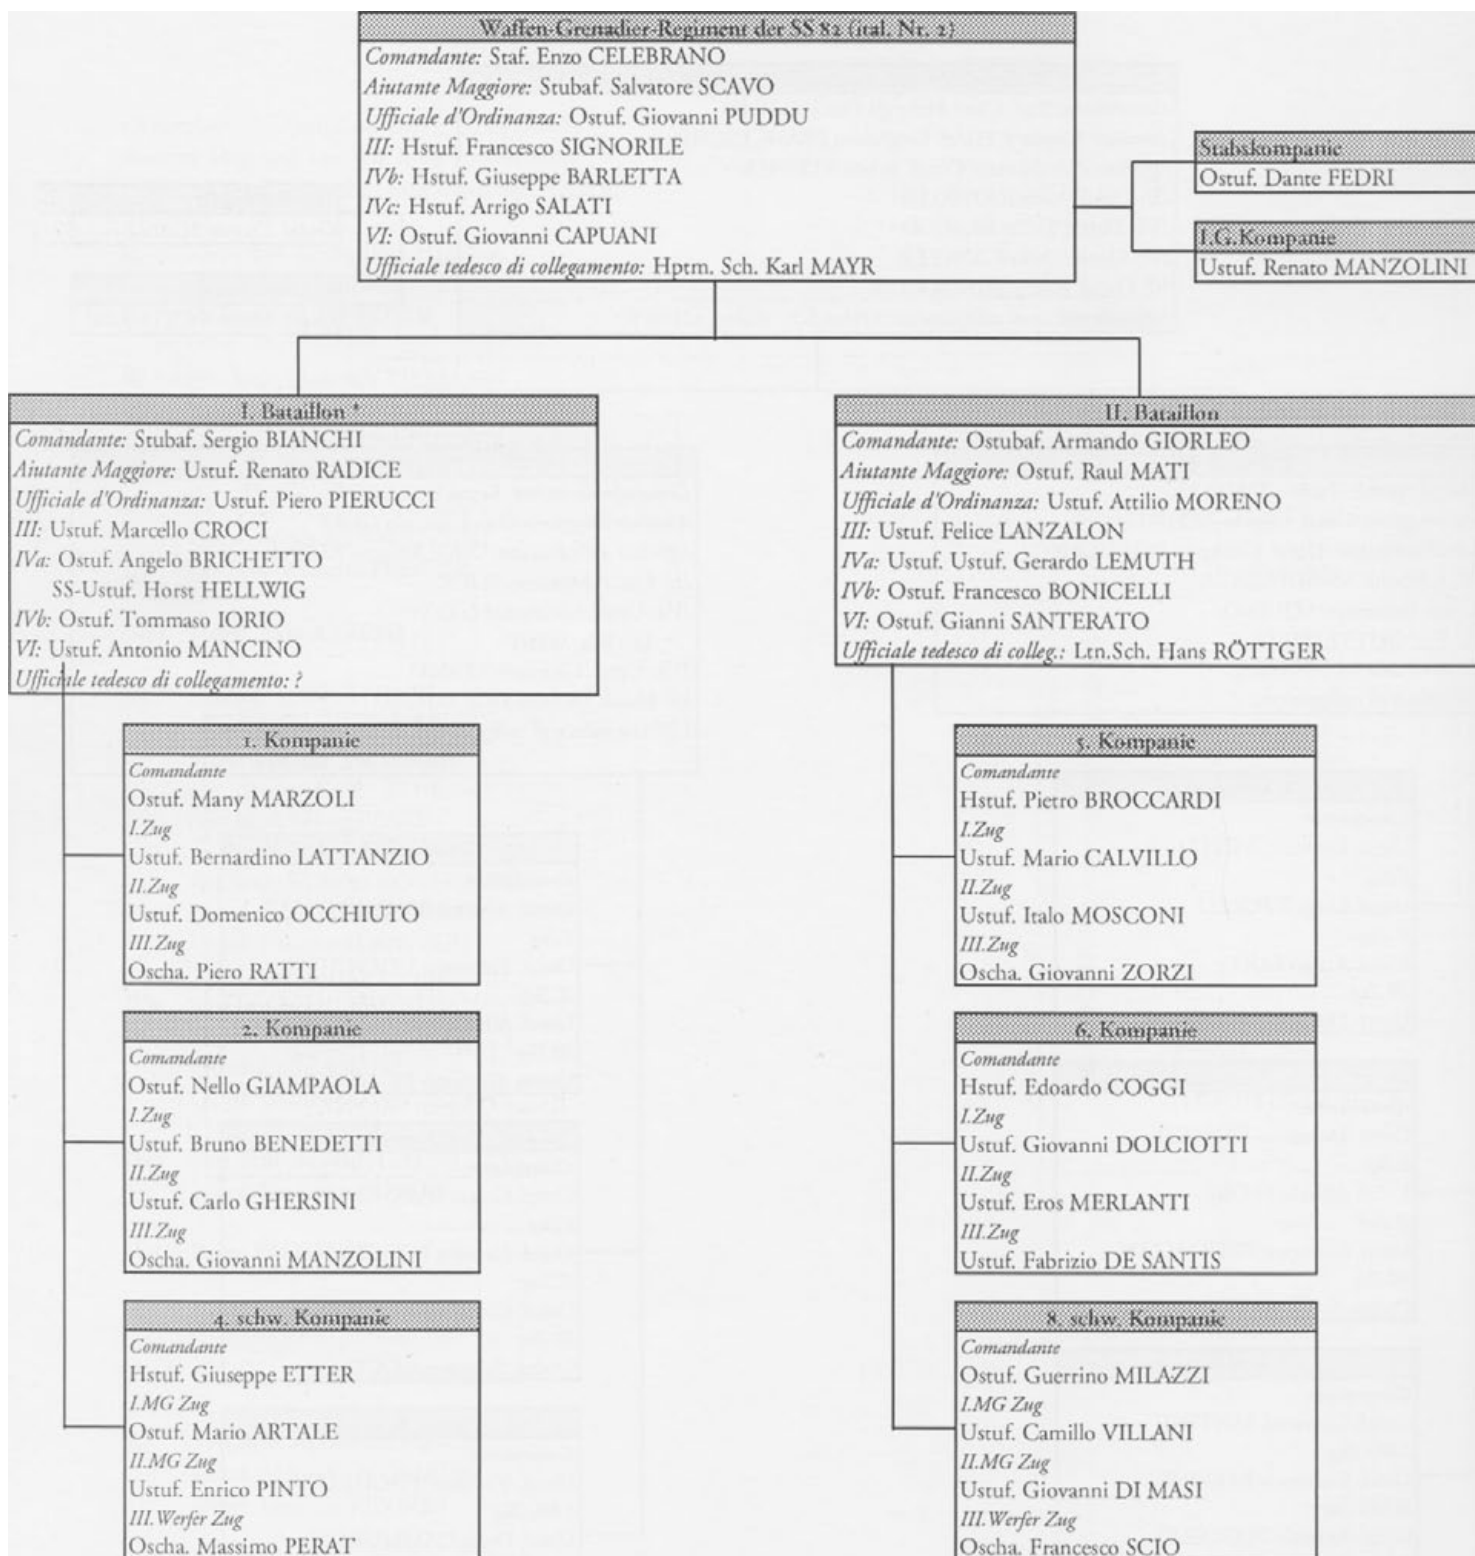 Waffen-Grenadier-Regiment der SS 82 (ital. Nr. 2)
Comandante: Staf. Enzo CELEBRANO
Aiutante Maggiore: Stubaf. Salvatore SCAVO
Ufficiale d'Ordinanza: Ostuf. Giovanni PUDDU
III: Hstuf. Francesco SIGNORILE
IVb: Hstuf. Giuseppe BARLETTA
IVc: Hstuf. Arrigo SALATI
VI: Ostuf. Giovanni CAPUANI
Ufficiale tedesco di collegamento: Hptm. Sch. Karl MAYR
Stabskompanie
Ostuf. Dante FEDRI
I.G.Kompanie
Ustuf. Renato MANZOLINI
I. Bataillon *
Comandante: Stubaf. Sergio BIANCHI
Aiutante Maggiore: Ustuf. Renato RADICE
Ufficiale d'Ordinanza: Ustuf. Piero PIERUCCI
III: Ustuf. Marcello CROCI
IVa: Ostuf. Angelo BRICHETTO
SS-Ustuf. Horst HELLWIG
IVb: Ostuf. Tommaso IORIO
VI: Ustuf. Antonio MANCINO
Ufficiale tedesco di collegamento: ?
1. Kompanie
Comandante
Ostuf. Many MARZOLI
I.Zug
Ustuf. Bernardino LATTANZIO
II.Zug
Ustuf. Domenico OCCHIUTO
III.Zug
Oscha. Piero RATTI
2. Kompanie
Comandante
Ostuf. Nello GIAMPAOLA
I.Zug
Ustuf. Bruno BENEDETTI
II.Zug
Ustuf. Carlo GHERSINI
III.Zug
Oscha. Giovanni MANZOLINI
4. schw. Kompanie
Comandante
Hstuf. Giuseppe ETTER
I.MG Zug
Ostuf. Mario ARTALE
II.MG Zug
Ustuf. Enrico PINTO
III.Werfer Zug
Oscha. Massimo PERAT
II. Bataillon
Comandante: Ostubaf. Armando GIORLEO
Aiutante Maggiore: Ostuf. Raul MATI
Ufficiale d'Ordinanza: Ustuf. Attilio MORENO
III: Ustuf. Felice LANZALON
IVa: Ustuf. Ustuf. Gerardo LEMUTH
IVb: Ostuf. Francesco BONICELLI
VI: Ostuf. Gianni SANTERATO
Ufficiale tedesco di colleg.: Ltn.Sch. Hans RÖTTGER
5. Kompanie
Comandante
Hstuf. Pietro BROCCARDI
I.Zug
Ustuf. Mario CALVILLO
II.Zug
Ustuf. Italo MOSCONI
III.Zug
Oscha. Giovanni ZORZI
6. Kompanie
Comandante
Hstuf. Edoardo COGGI
I.Zug
Ustuf. Giovanni DOLCIOTTI
II.Zug
Ustuf. Eros MERLANTI
III.Zug
Ustuf. Fabrizio DE SANTIS
8. schw. Kompanie
Comandante
Ostuf. Guerrino MILAZZI
I.MG Zug
Ustuf. Camillo VILLANI
II.MG Zug
Ustuf. Giovanni DI MASI
III.Werfer Zug
Oscha. Francesco SCIO